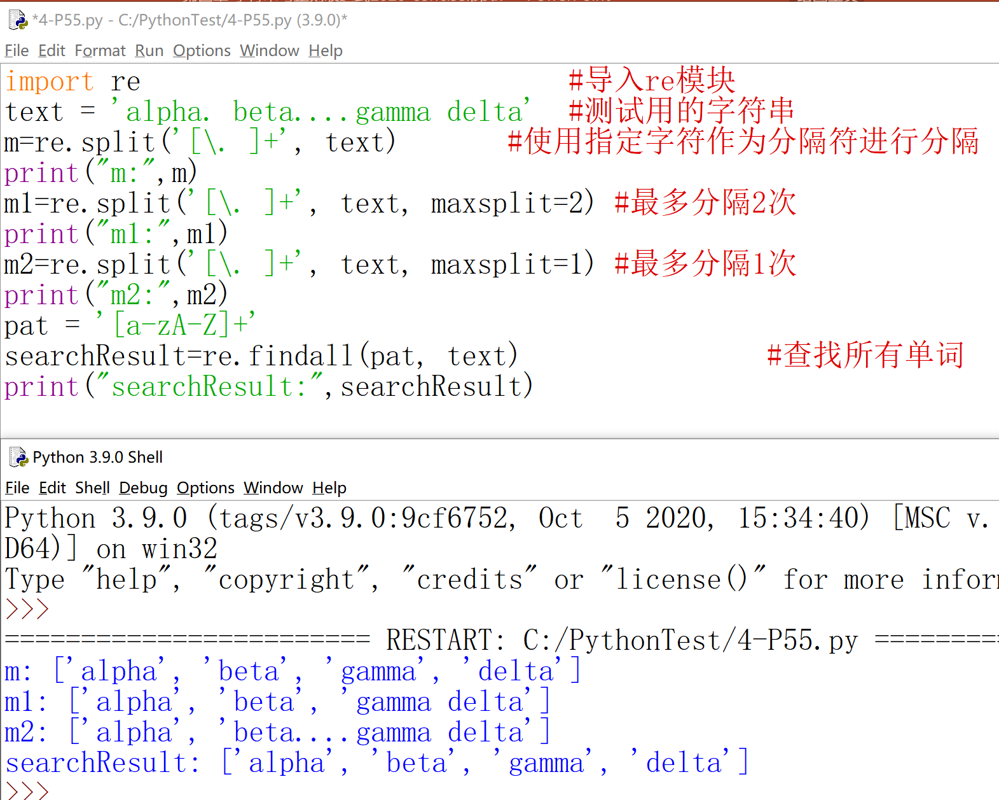 *4-P55.py - C:/PythonTest/4-P55.py (3.9.0)*
File Edit Format Run Options Window Help
import re #导入re模块
text = 'alpha. beta....gamma delta' #测试用的字符串
m=re.split('[\. ]+', text) #使用指定字符作为分隔符进行分隔
print("m:",m)
m1=re.split('[\. ]+', text, maxsplit=2) #最多分隔2次
print("m1:",m1)
m2=re.split('[\. ]+', text, maxsplit=1) #最多分隔1次
print("m2:",m2)
pat = '[a-zA-Z]+'
searchResult=re.findall(pat, text) #查找所有单词
print("searchResult:",searchResult)
Python 3.9.0 Shell
File Edit Shell Debug Options Window Help
Python 3.9.0 (tags/v3.9.0:9cf6752, Oct  5 2020, 15:34:40) [MSC v.
D64)] on win32
Type "help", "copyright", "credits" or "license()" for more infor
>>>
======================== RESTART: C:/PythonTest/4-P55.py =========
m: ['alpha', 'beta', 'gamma', 'delta']
m1: ['alpha', 'beta', 'gamma delta']
m2: ['alpha', 'beta....gamma delta']
searchResult: ['alpha', 'beta', 'gamma', 'delta']
>>>